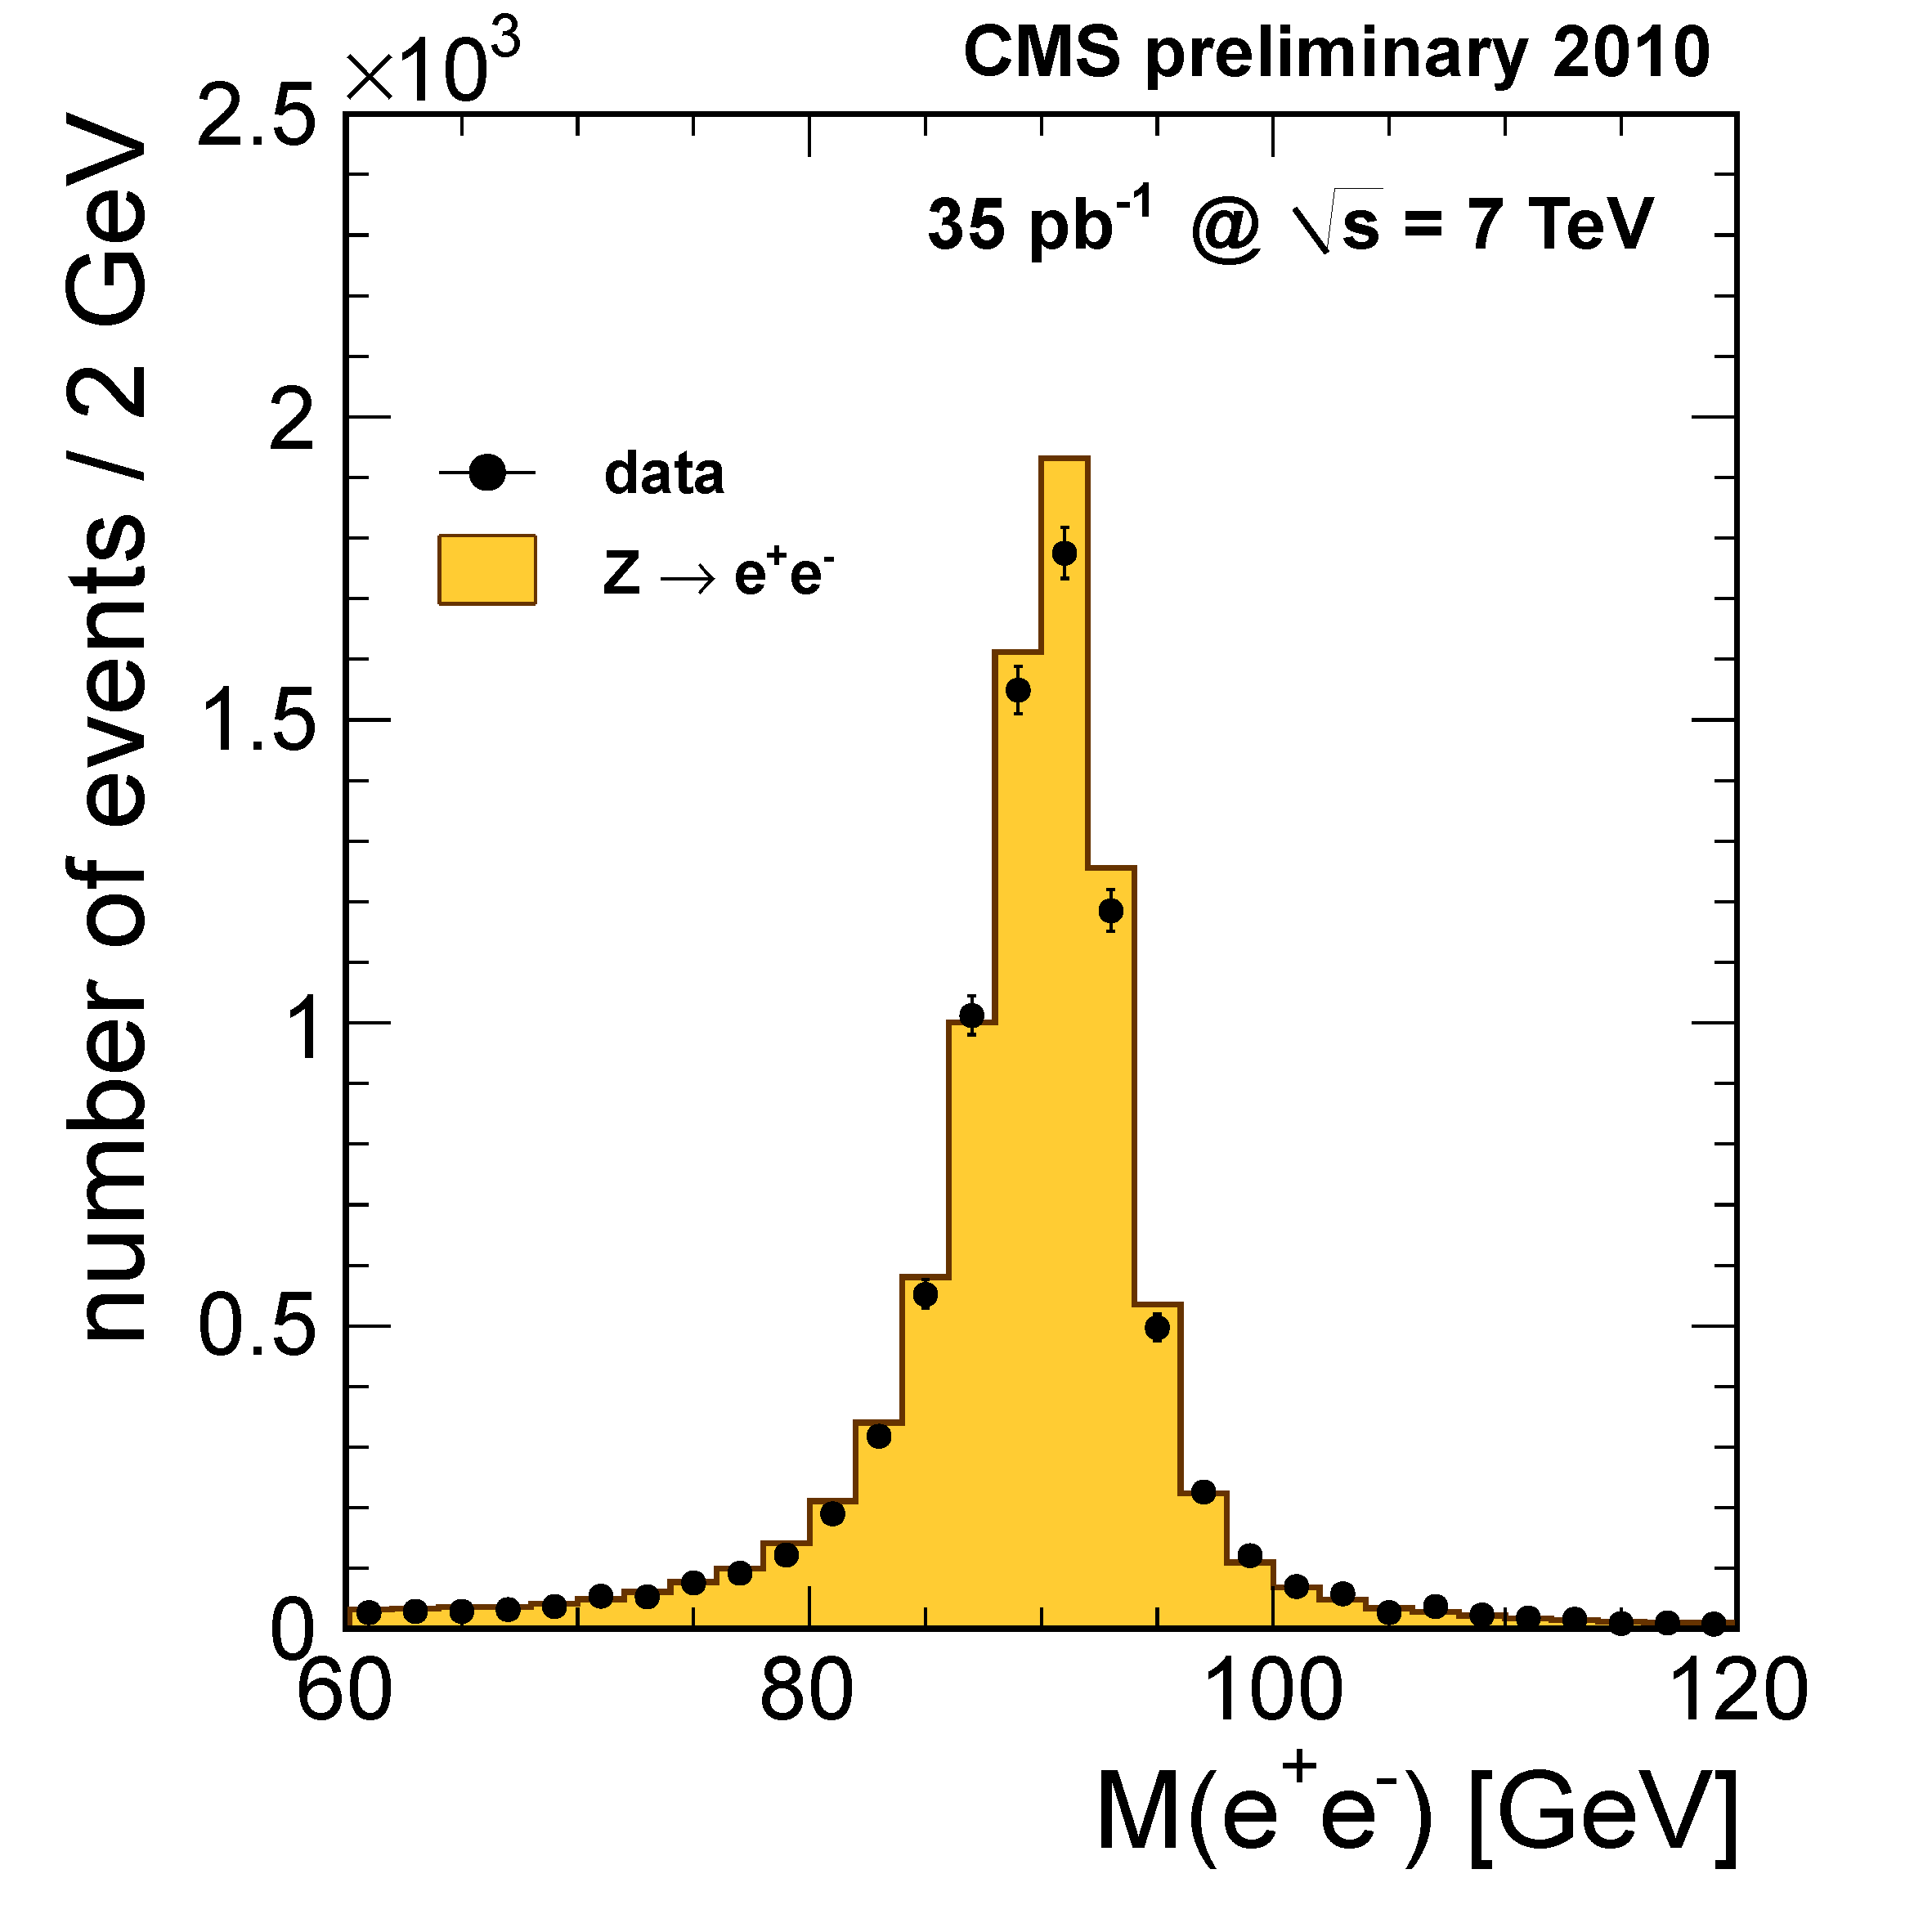 ×10³
CMS preliminary 2010
35 pb⁻¹ @ √s = 7 TeV
data
Z → e⁺e⁻
number of events / 2 GeV
2.5
2
1.5
1
0.5
0
60 80 100 120
M(e⁺e⁻) [GeV]